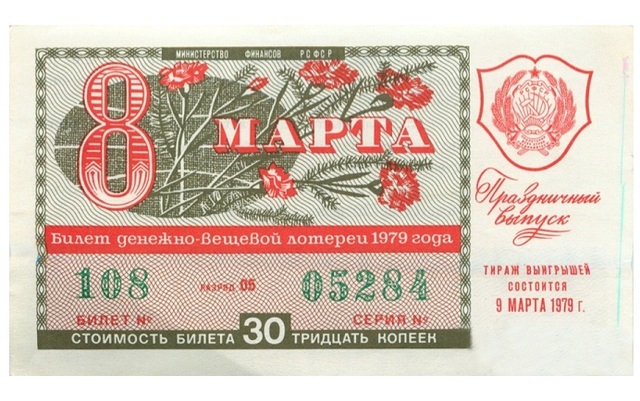 МИНИСТЕРСТВО ФИНАНСОВ РСФСР
8 МАРТА
Праздничный
выпуск
Билет денежно-вещевой лотереи 1979 года
108 РАЗРЯД 05 05284
БИЛЕТ № СЕРИЯ №
СТОИМОСТЬ БИЛЕТА 30 ТРИДЦАТЬ КОПЕЕК
ТИРАЖ ВЫИГРЫШЕЙ
СОСТОИТСЯ
9 МАРТА 1979 г.